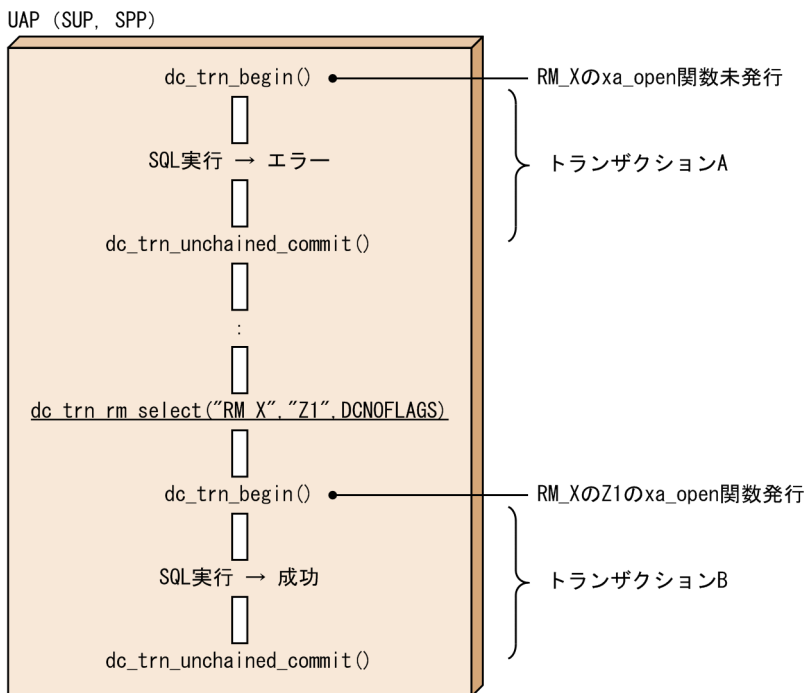 UAP (SUP, SPP)
dc_trn_begin() RM_Xのxa_open関数未発行
SQL実行 → エラー トランザクションA
dc_trn_unchained_commit()
:
dc_trn_rm_select("RM_X","Z1",DCNOFLAGS)
dc_trn_begin() RM_XのZ1のxa_open関数発行
SQL実行 → 成功 トランザクションB
dc_trn_unchained_commit()